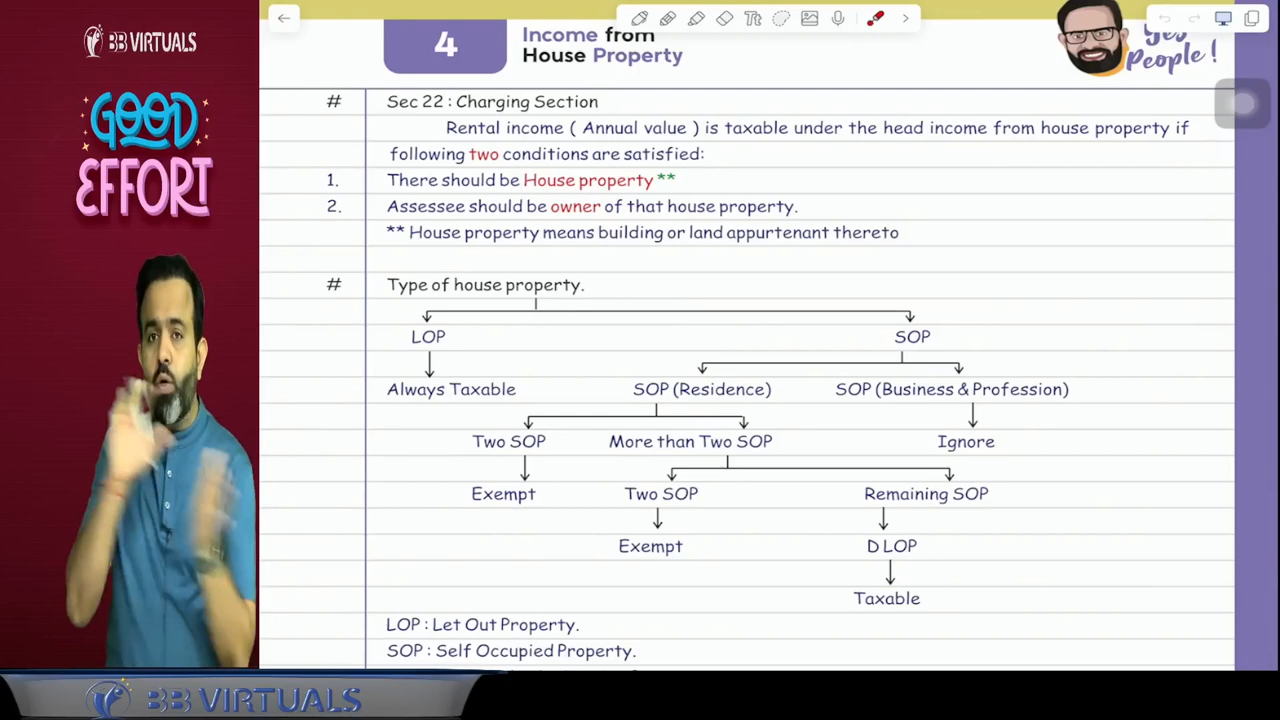 BB VIRTUALS
GOOD
EFFORT
4
Income from
House Property
Yes
People !
# Sec 22 : Charging Section
Rental income ( Annual value ) is taxable under the head income from house property if
following two conditions are satisfied:
1. There should be House property **
2. Assessee should be owner of that house property.
** House property means building or land appurtenant thereto
# Type of house property.
LOP SOP
Always Taxable SOP (Residence) SOP (Business & Profession)
Two SOP More than Two SOP Ignore
Exempt Two SOP Remaining SOP
Exempt D LOP
Taxable
LOP : Let Out Property.
SOP : Self Occupied Property.
BB VIRTUALS